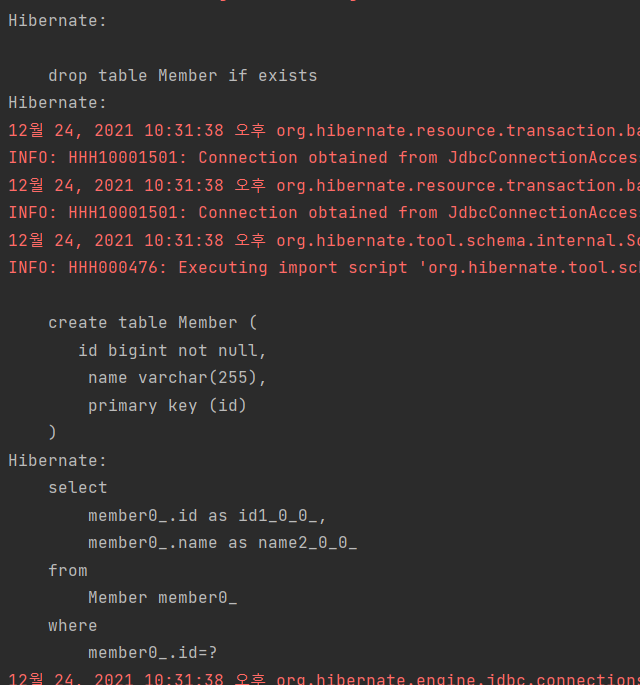 Hibernate:
drop table Member if exists
Hibernate:
12월 24, 2021 10:31:38 오후 org.hibernate.resource.transaction.ba
INFO: HHH10001501: Connection obtained from JdbcConnectionAcces
12월 24, 2021 10:31:38 오후 org.hibernate.resource.transaction.ba
INFO: HHH10001501: Connection obtained from JdbcConnectionAcces
12월 24, 2021 10:31:38 오후 org.hibernate.tool.schema.internal.Sc
INFO: HHH000476: Executing import script 'org.hibernate.tool.sch
create table Member (
id bigint not null,
name varchar(255),
primary key (id)
)
Hibernate:
select
member0_.id as id1_0_0_,
member0_.name as name2_0_0_
from
Member member0_
where
member0_.id=?
12월 24, 2021 10:31:38 오후 org.hibernate.engine.jdbc.connections